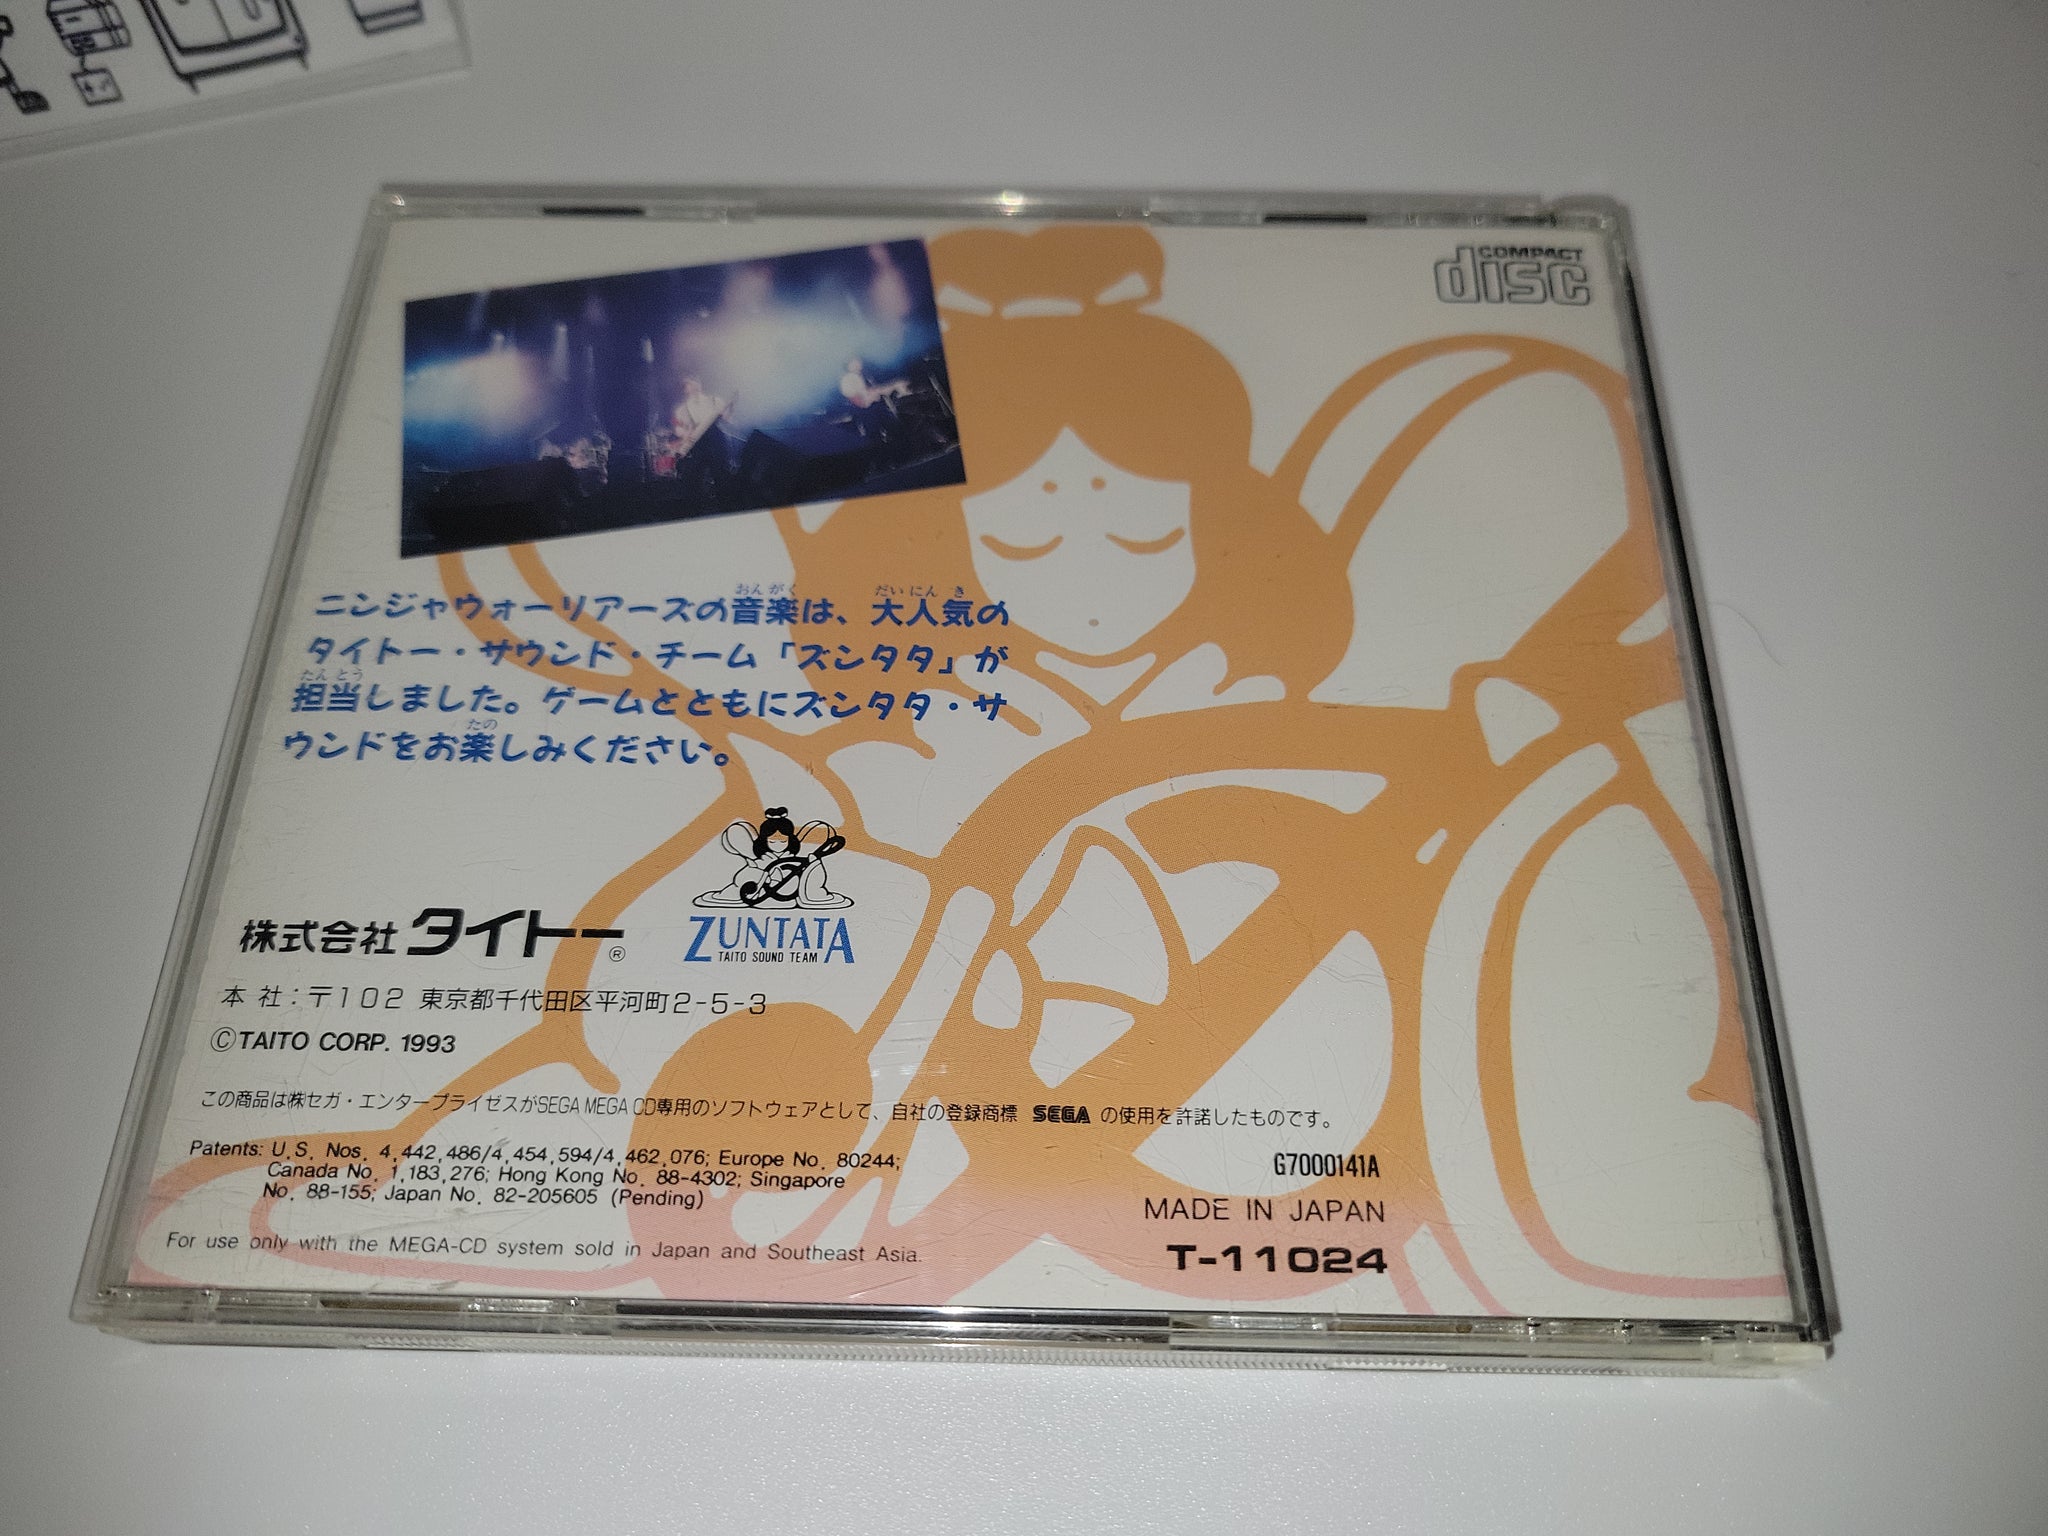 COMPACT
disc
ニンジャウォーリアーズの音楽は、大人気の
タイトー・サウンド・チーム「ズンタタ」が
担当しました。ゲームとともにズンタタ・サ
ウンドをお楽しみください。
株式会社 タイトー®
ZUNTATA
TAITO SOUND TEAM
本 社：〒102 東京都千代田区平河町2-5-3
©TAITO CORP. 1993
この商品は㈱セガ・エンタープライゼスがSEGA MEGA CD専用のソフトウェアとして、自社の登録商標 SEGA の使用を許諾したものです。
Patents: U.S. Nos. 4,442,486/4,454,594/4,462,076; Europe No. 80244;
Canada No. 1,183,276; Hong Kong No. 88-4302; Singapore
No. 88-155; Japan No. 82-205605 (Pending)
For use only with the MEGA-CD system sold in Japan and Southeast Asia.
G7000141A
MADE IN JAPAN
T-11024